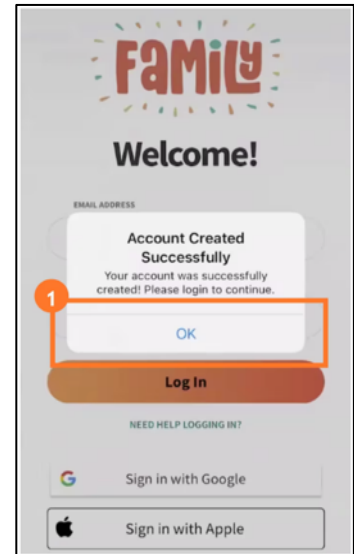 FaMiLY
Welcome!
EMAIL ADDRESS
Account Created
Successfully
Your account was successfully
created! Please login to continue.
1
OK
Log In
NEED HELP LOGGING IN?
Sign in with Google
Sign in with Apple